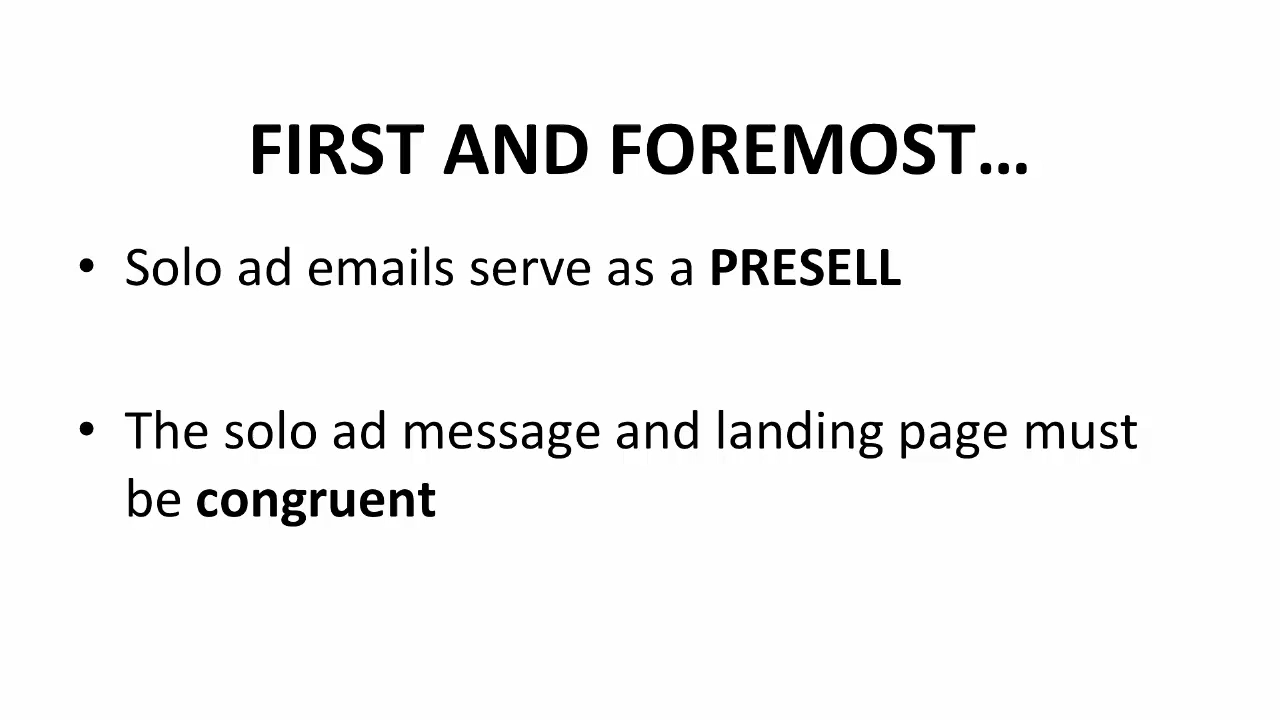 FIRST AND FOREMOST…
• Solo ad emails serve as a PRESELL
• The solo ad message and landing page must
be congruent